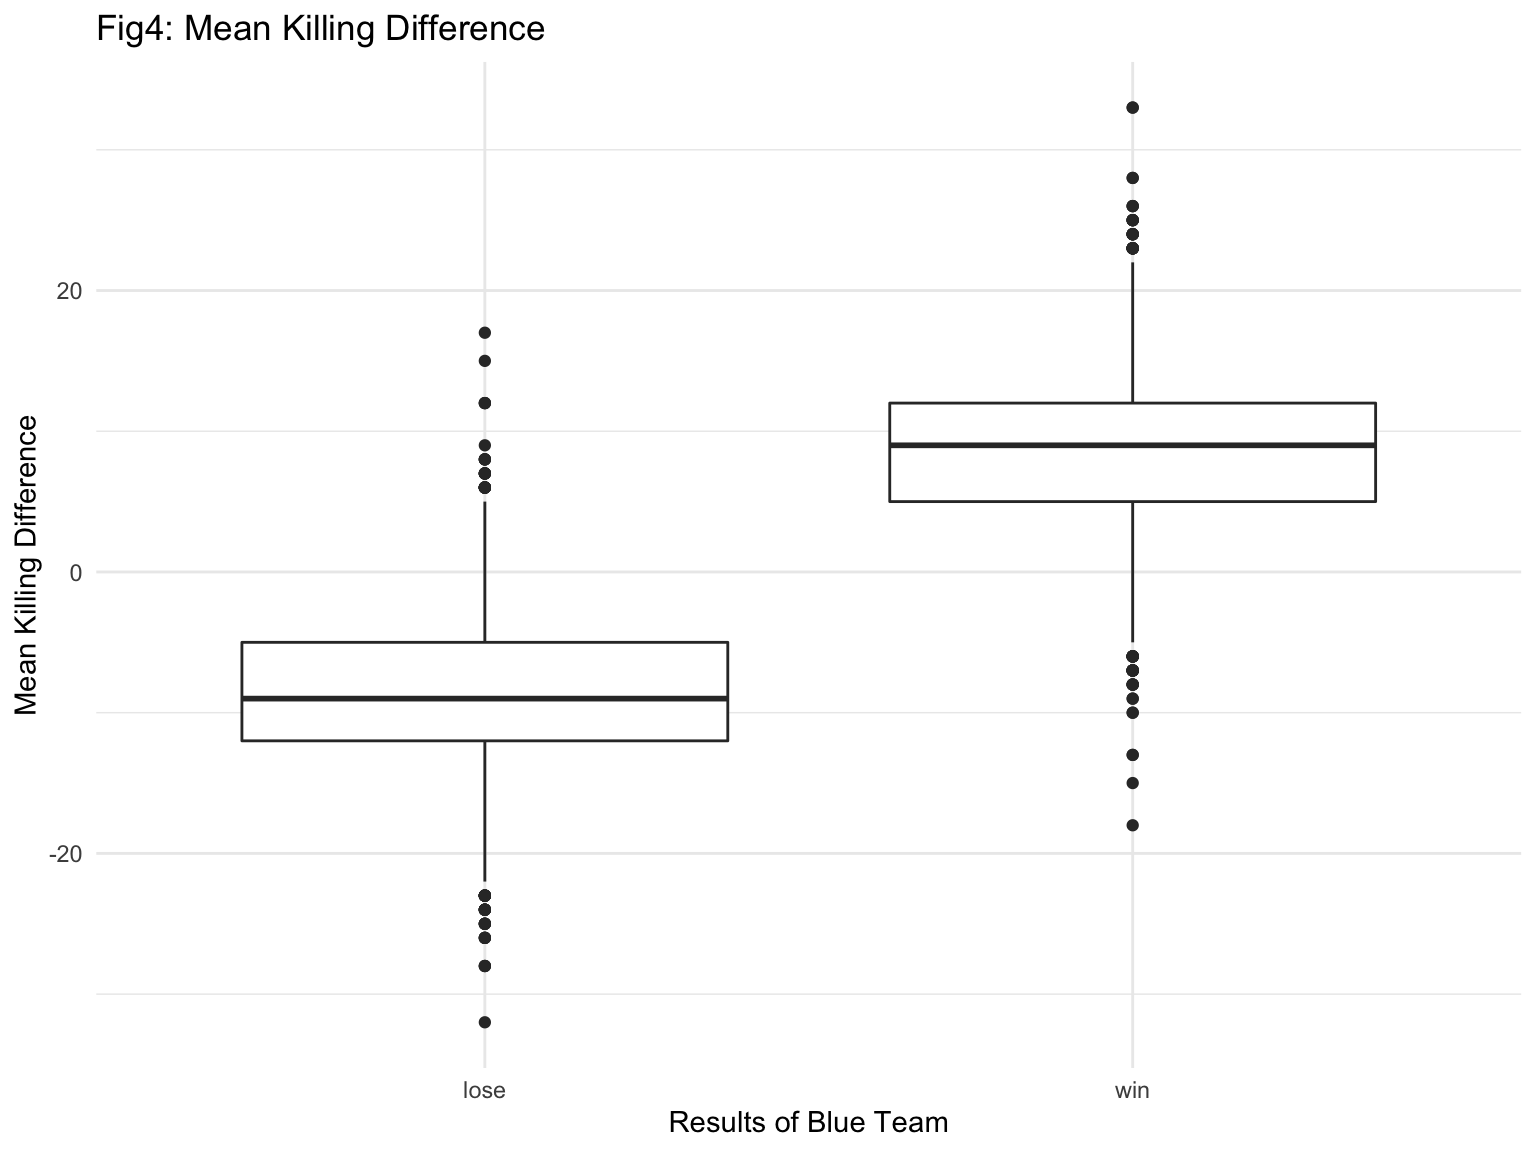 Fig4: Mean Killing Difference
Mean Killing Difference
20
0
-20
lose
win
Results of Blue Team